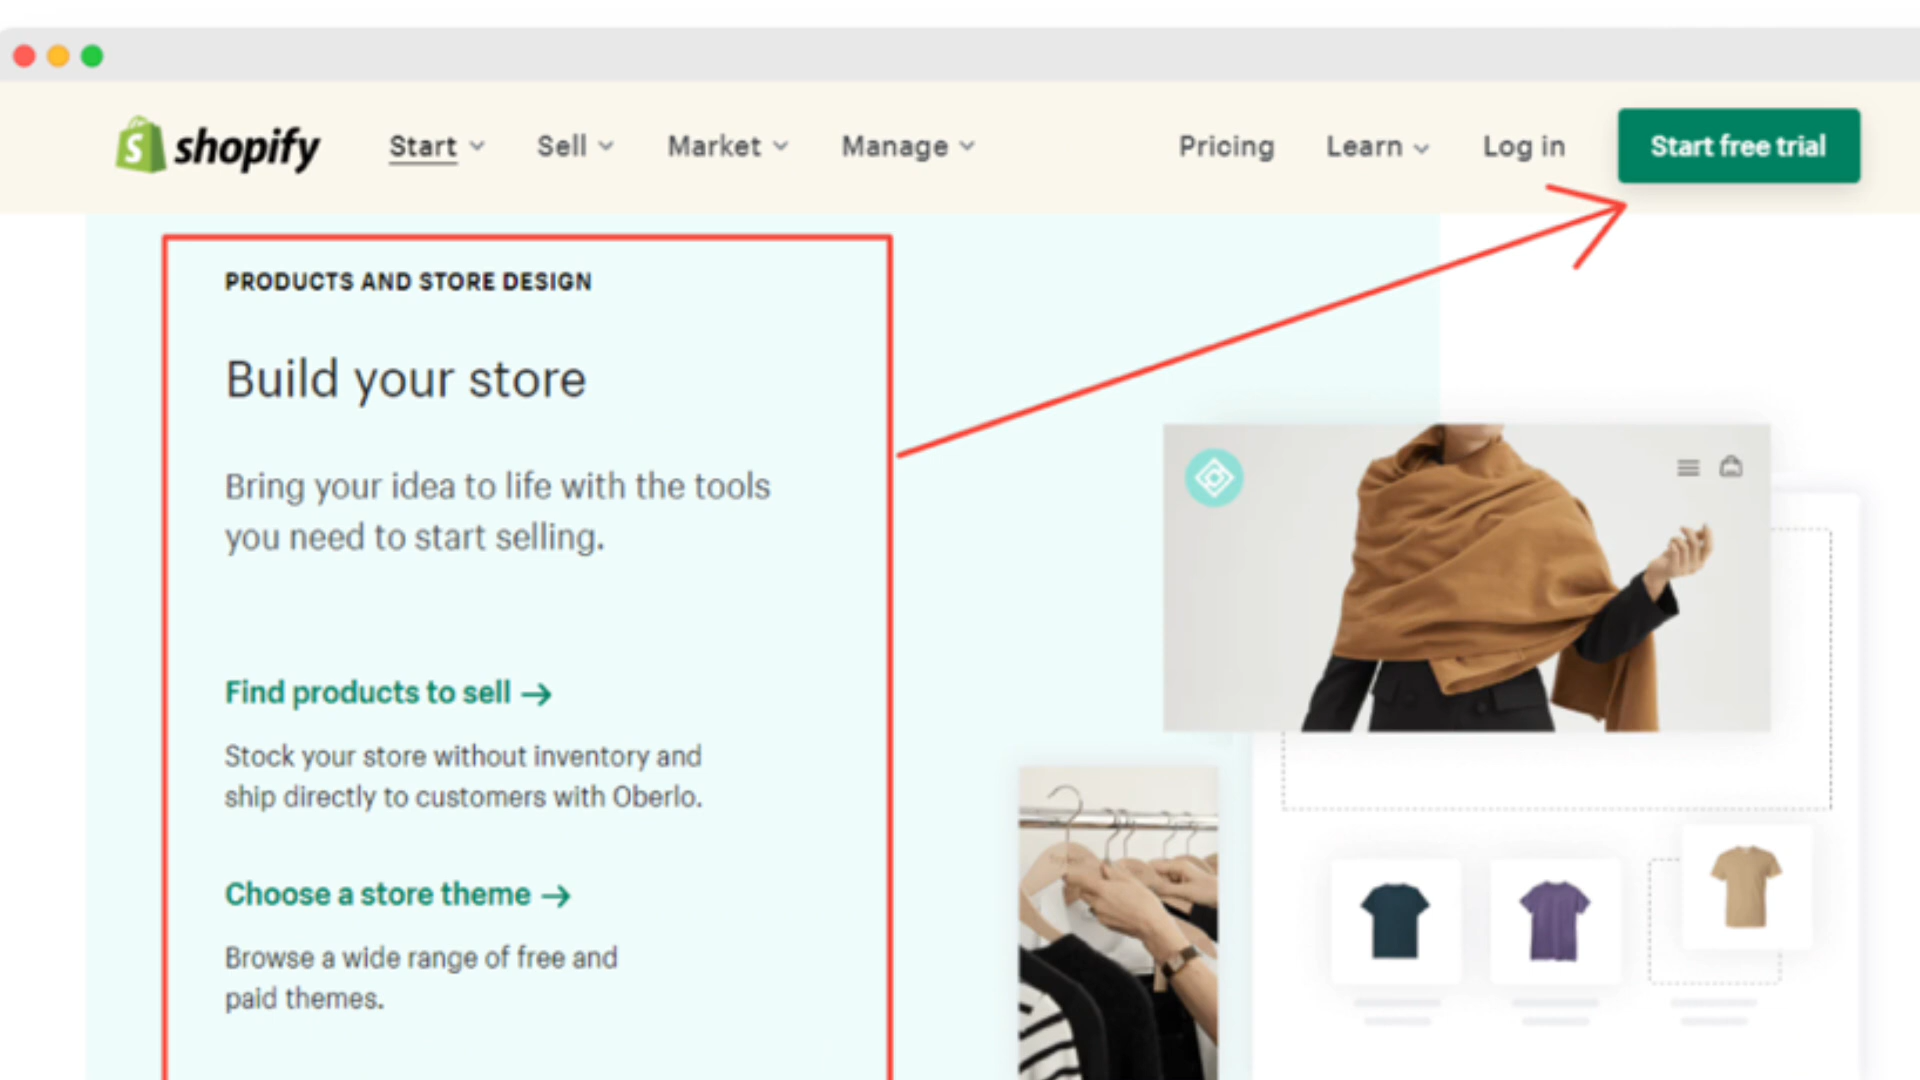 shopify
Start
Sell
Market
Manage
Pricing
Learn
Log in
Start free trial
PRODUCTS AND STORE DESIGN
Build your store
Bring your idea to life with the tools
you need to start selling.
Find products to sell →
Stock your store without inventory and
ship directly to customers with Oberlo.
Choose a store theme →
Browse a wide range of free and
paid themes.